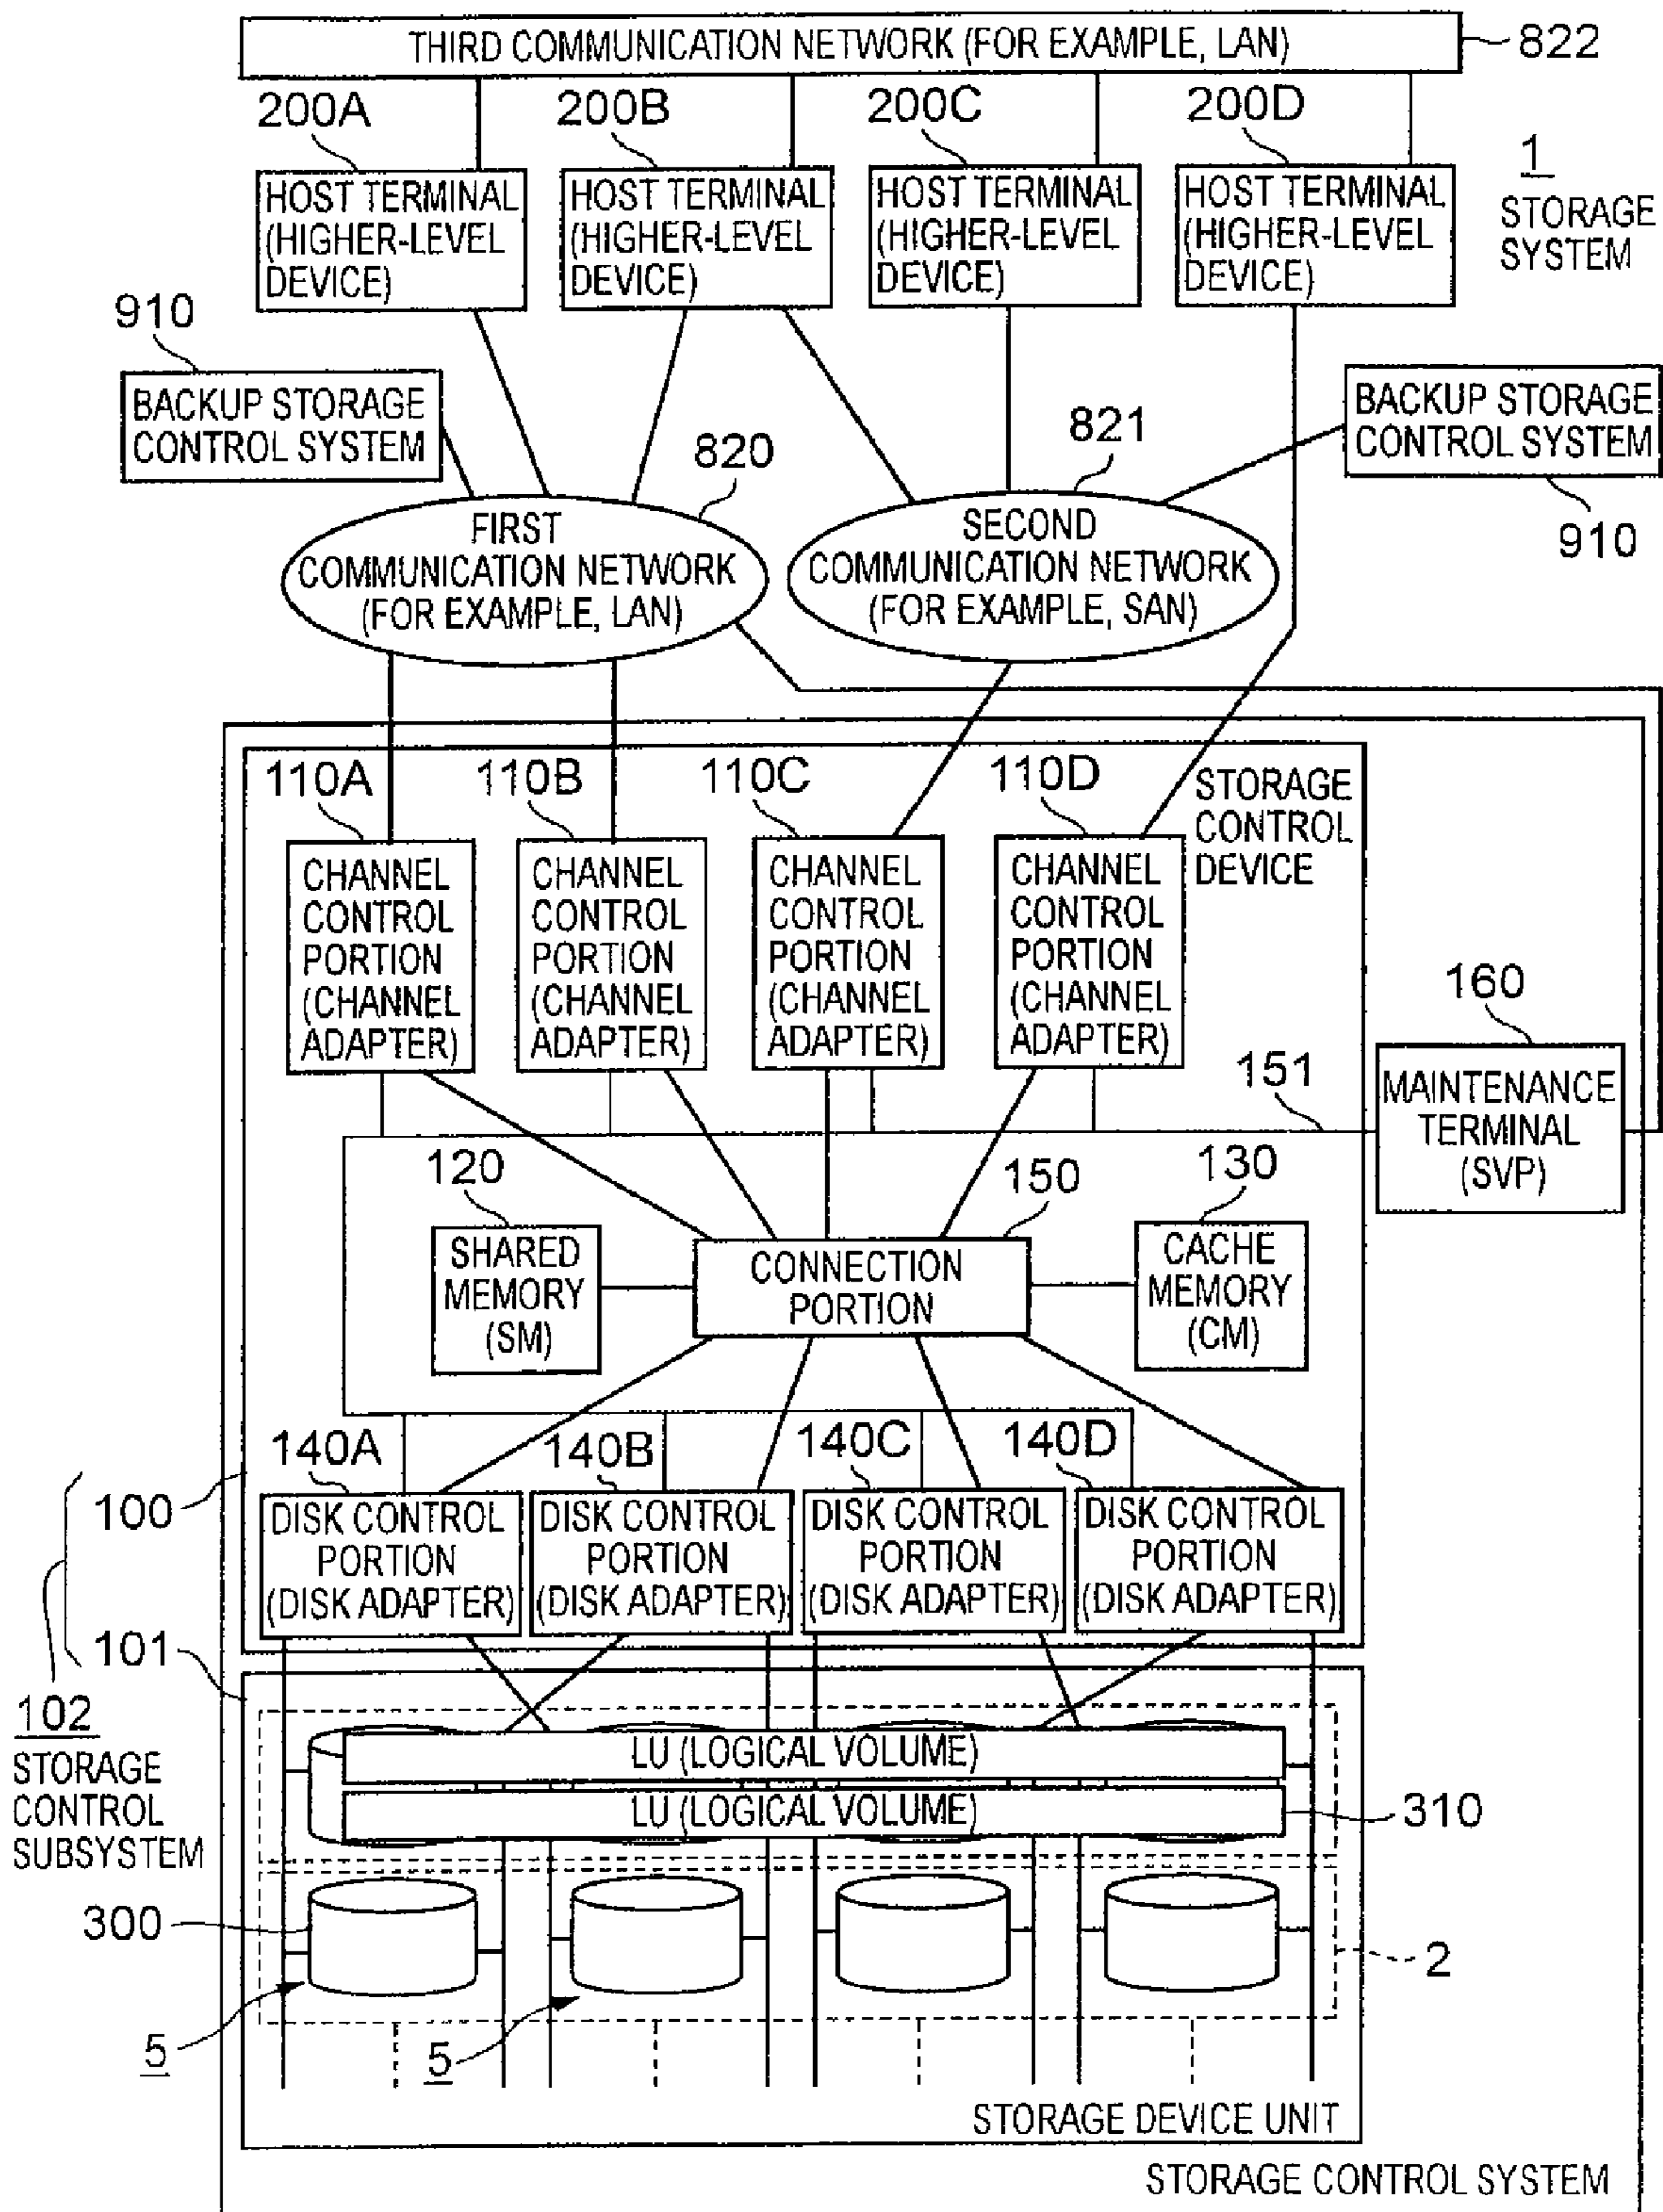 THIRD COMMUNICATION NETWORK (FOR EXAMPLE, LAN)
822
200A
200B
200C
200D
1
STORAGE
SYSTEM
HOST TERMINAL
(HIGHER-LEVEL
DEVICE)
HOST TERMINAL
(HIGHER-LEVEL
DEVICE)
HOST TERMINAL
(HIGHER-LEVEL
DEVICE)
HOST TERMINAL
(HIGHER-LEVEL
DEVICE)
910
BACKUP STORAGE
CONTROL SYSTEM
820
821
BACKUP STORAGE
CONTROL SYSTEM
910
FIRST
COMMUNICATION NETWORK
(FOR EXAMPLE, LAN)
SECOND
COMMUNICATION NETWORK
(FOR EXAMPLE, SAN)
110A
110B
110C
110D
STORAGE
CONTROL
DEVICE
CHANNEL
CONTROL
PORTION
(CHANNEL
ADAPTER)
CHANNEL
CONTROL
PORTION
(CHANNEL
ADAPTER)
CHANNEL
CONTROL
PORTION
(CHANNEL
ADAPTER)
CHANNEL
CONTROL
PORTION
(CHANNEL
ADAPTER)
160
151
MAINTENANCE
TERMINAL
(SVP)
120
150
130
SHARED
MEMORY
(SM)
CONNECTION
PORTION
CACHE
MEMORY
(CM)
140A
140B
140C
140D
100
DISK CONTROL
PORTION
(DISK ADAPTER)
DISK CONTROL
PORTION
(DISK ADAPTER)
DISK CONTROL
PORTION
(DISK ADAPTER)
DISK CONTROL
PORTION
(DISK ADAPTER)
101
102
STORAGE
CONTROL
SUBSYSTEM
LU (LOGICAL VOLUME)
LU (LOGICAL VOLUME)
310
300
2
5
5
STORAGE DEVICE UNIT
STORAGE CONTROL SYSTEM